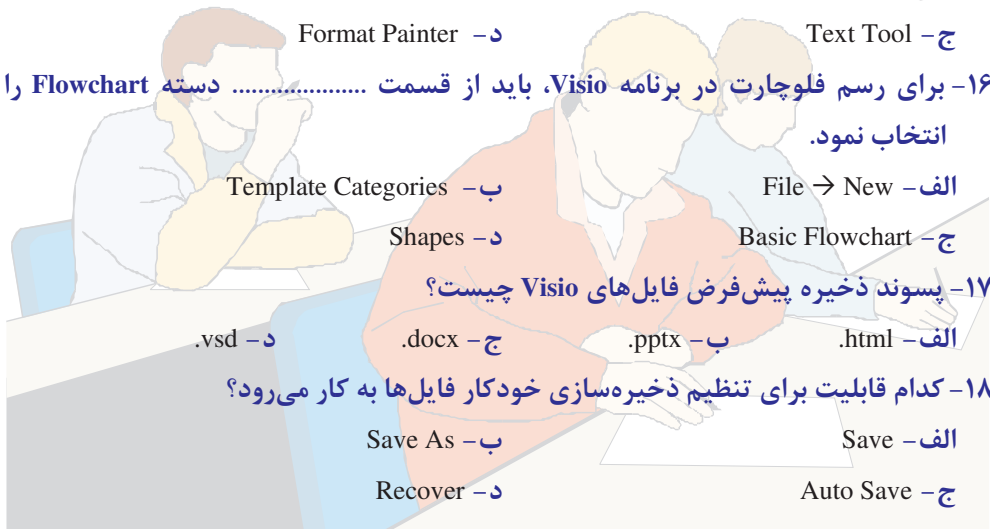 ج- Text Tool د- Format Painter
۱۶- برای رسم فلوچارت در برنامه Visio، باید از قسمت .................... دسته Flowchart را
انتخاب نمود.
الف- File → New ب- Template Categories
ج- Basic Flowchart د- Shapes
۱۷- پسوند ذخیره پیش‌فرض فایل‌های Visio چیست؟
الف- .html ب- .pptx ج- .docx د- .vsd
۱۸- کدام قابلیت برای تنظیم ذخیره‌سازی خودکار فایل‌ها به کار می‌رود؟
الف- Save ب- Save As
ج- Auto Save د- Recover